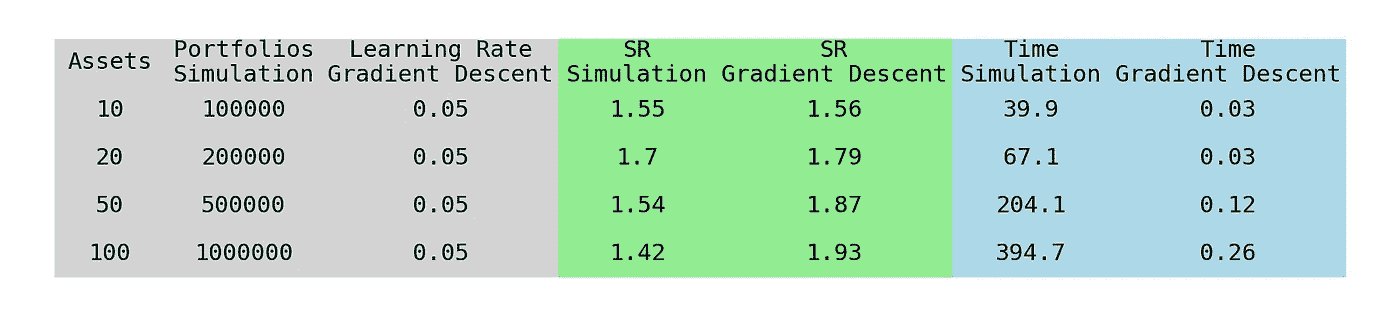 Assets Portfolios Simulation Learning Rate Gradient Descent SR Simulation SR Gradient Descent Time Simulation Time Gradient Descent
10 100000 0.05 1.55 1.56 39.9 0.03
20 200000 0.05 1.7 1.79 67.1 0.03
50 500000 0.05 1.54 1.87 204.1 0.12
100 1000000 0.05 1.42 1.93 394.7 0.26